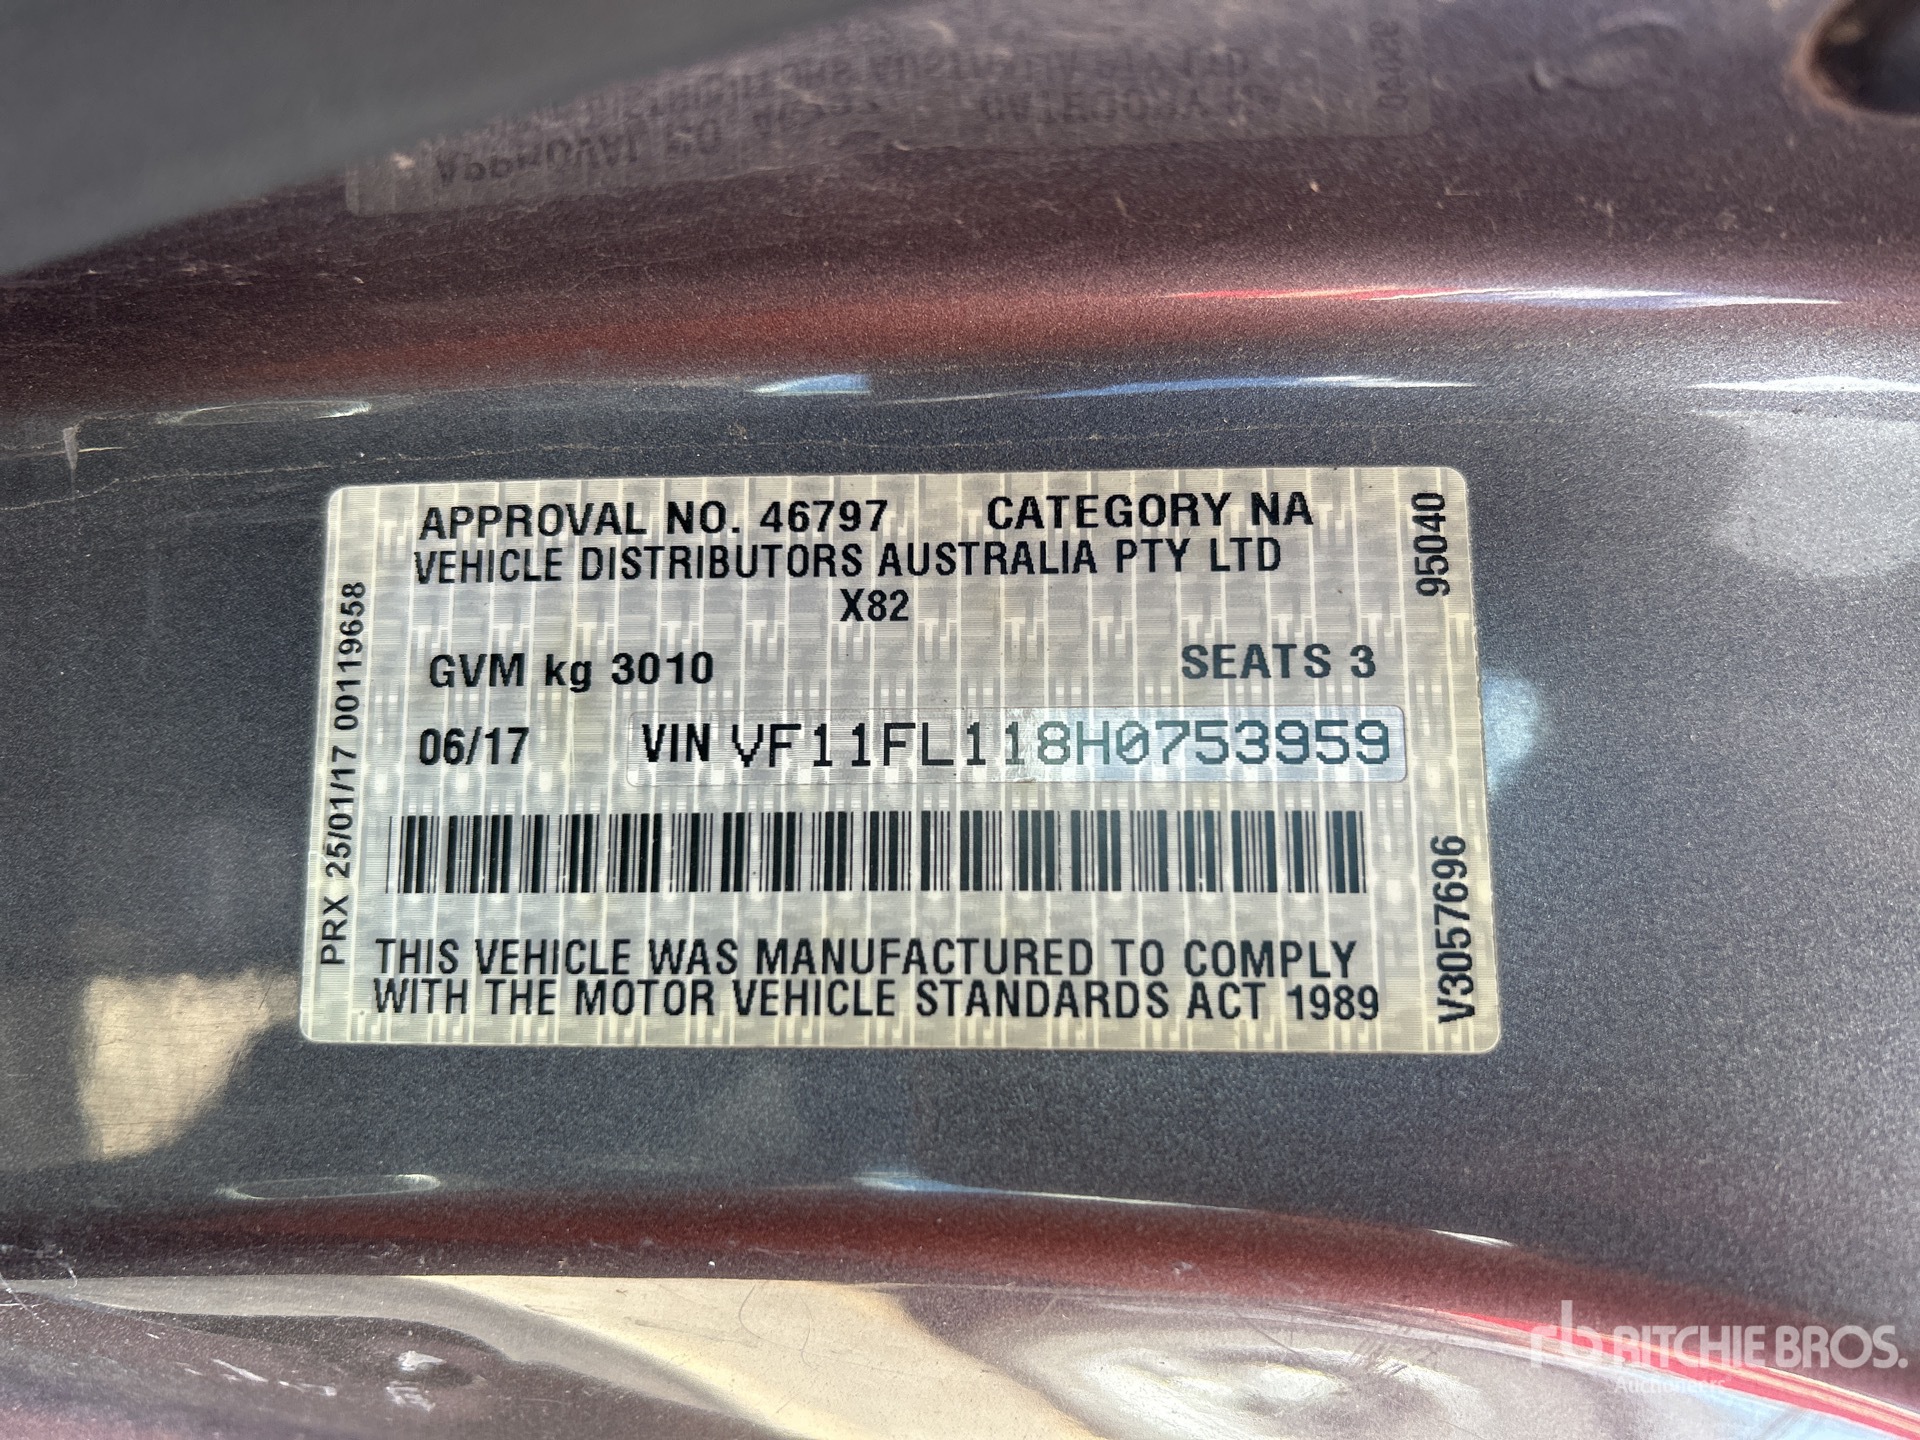 APPROVAL NO. 46797 CATEGORY NA
VEHICLE DISTRIBUTORS AUSTRALIA PTY LTD
X82
GVM kg 3010 SEATS 3
06/17 VIN VF11FL118H0753959
THIS VEHICLE WAS MANUFACTURED TO COMPLY
WITH THE MOTOR VEHICLE STANDARDS ACT 1989
PRX 25/01/17 00119658
95040
V3057696
rb RITCHIE BROS.
Auctioneers